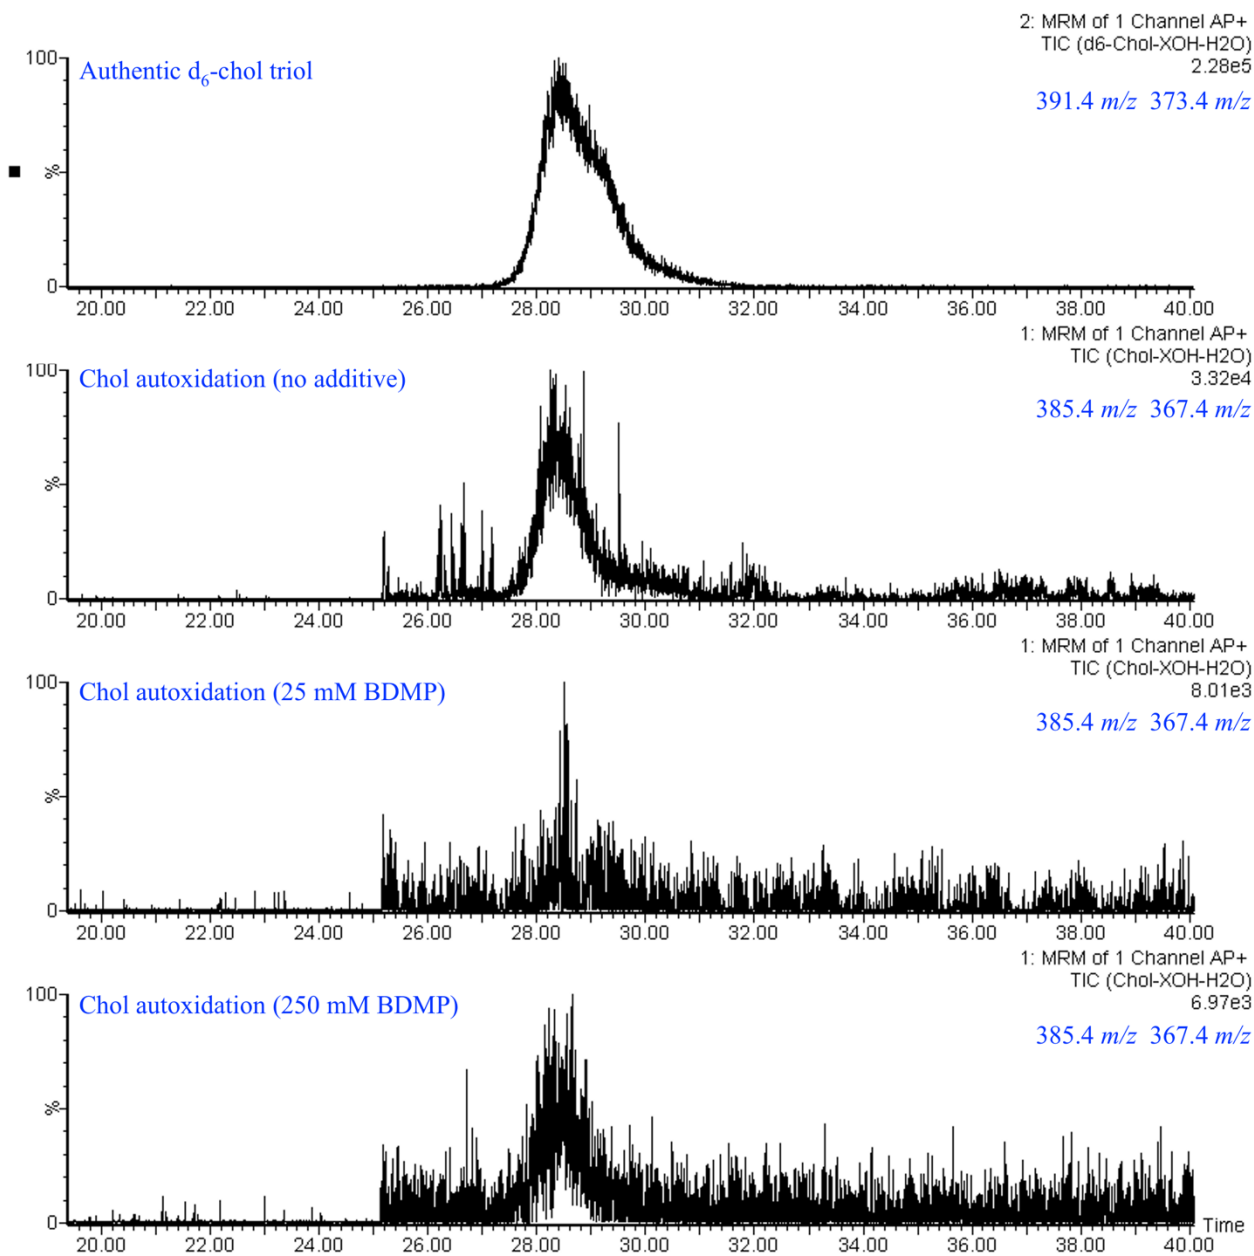 2: MRM of 1 Channel AP+
TIC (d6-Chol-XOH-H2O)
2.28e5
Authentic d6-chol triol
391.4 m/z 373.4 m/z
100
%
0
20.00 22.00 24.00 26.00 28.00 30.00 32.00 34.00 36.00 38.00 40.00
1: MRM of 1 Channel AP+
TIC (Chol-XOH-H2O)
3.32e4
Chol autoxidation (no additive)
385.4 m/z 367.4 m/z
100
%
0
20.00 22.00 24.00 26.00 28.00 30.00 32.00 34.00 36.00 38.00 40.00
1: MRM of 1 Channel AP+
TIC (Chol-XOH-H2O)
8.01e3
Chol autoxidation (25 mM BDMP)
385.4 m/z 367.4 m/z
100
%
0
20.00 22.00 24.00 26.00 28.00 30.00 32.00 34.00 36.00 38.00 40.00
1: MRM of 1 Channel AP+
TIC (Chol-XOH-H2O)
6.97e3
Chol autoxidation (250 mM BDMP)
385.4 m/z 367.4 m/z
100
%
0
Time
20.00 22.00 24.00 26.00 28.00 30.00 32.00 34.00 36.00 38.00 40.00